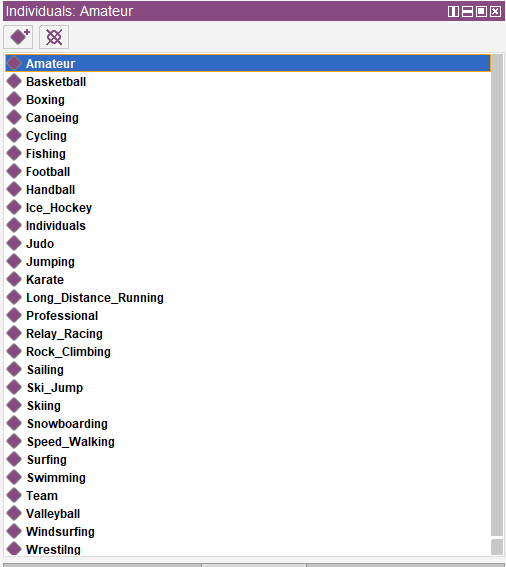 Individuals: Amateur
Amateur
Basketball
Boxing
Canoeing
Cycling
Fishing
Football
Handball
Ice_Hockey
Individuals
Judo
Jumping
Karate
Long_Distance_Running
Professional
Relay_Racing
Rock_Climbing
Sailing
Ski_Jump
Skiing
Snowboarding
Speed_Walking
Surfing
Swimming
Team
Valleyball
Windsurfing
Wrestilng